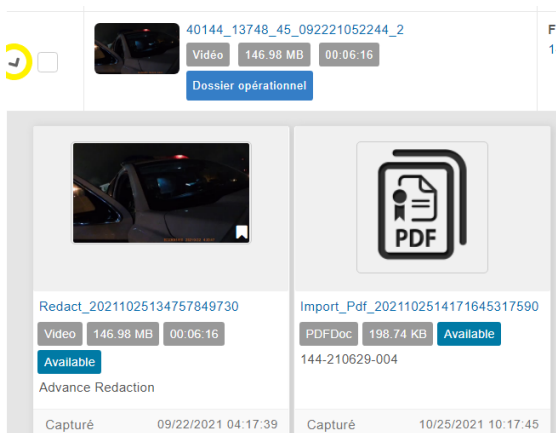 40144_13748_45_092221052244_2
F
Vidéo 146.98 MB 00:06:16
1
Dossier opérationnel
PDF
Redact_20211025134757849730
Import_Pdf_2021102514171645317590
Video 146.98 MB 00:06:16
PDFDoc 198.74 KB Available
Available
144-210629-004
Advance Redaction
Capturé 09/22/2021 04:17:39
Capturé 10/25/2021 10:17:45